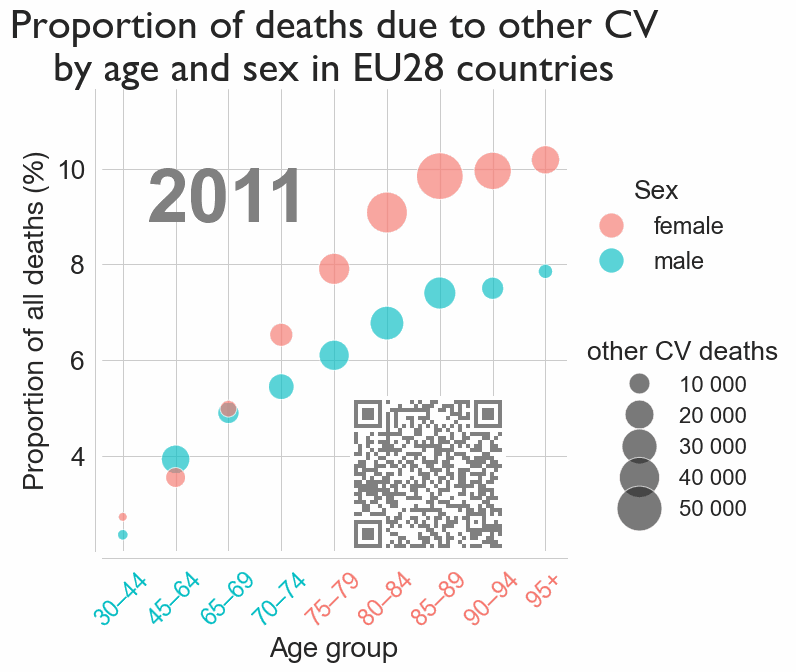 Proportion of deaths due to other CV
by age and sex in EU28 countries
2011
Proportion of all deaths (%)
10
8
6
4
30–44
45–64
65–69
70–74
75–79
80–84
85–89
90–94
95+
Age group
Sex
female
male
other CV deaths
10 000
20 000
30 000
40 000
50 000